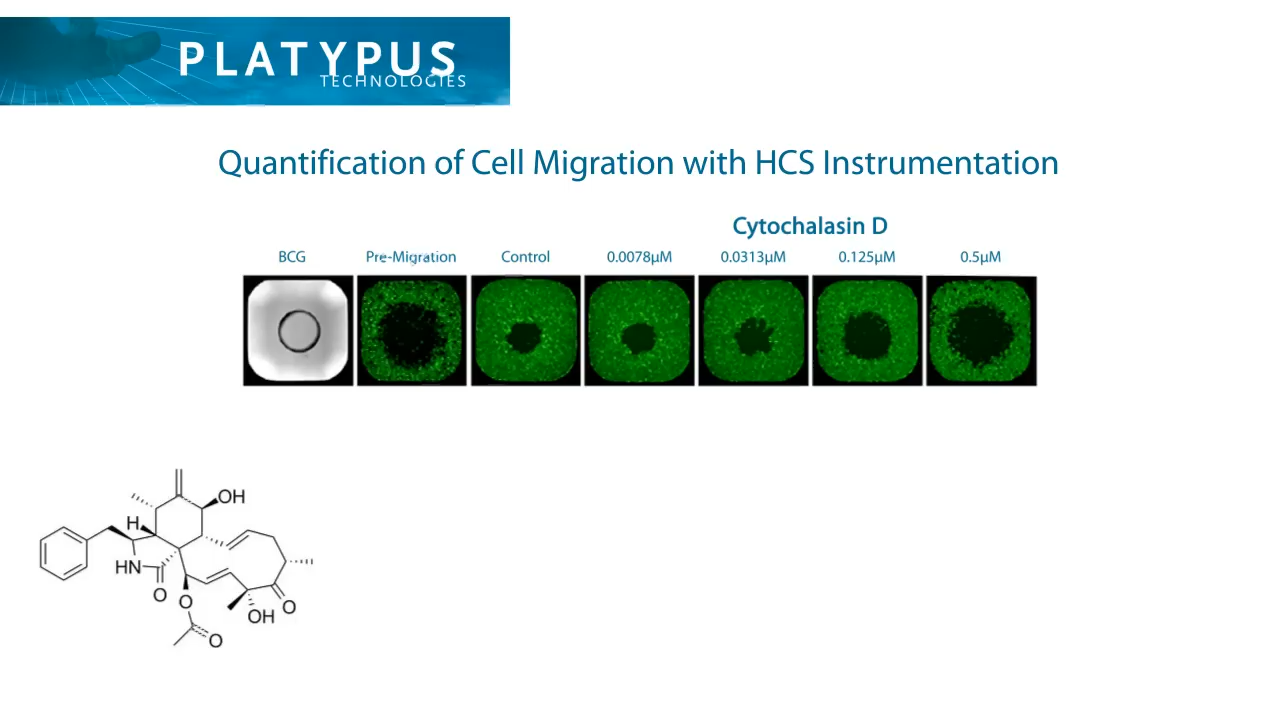 PLATYPUS
TECHNOLOGIES
Quantification of Cell Migration with HCS Instrumentation
Cytochalasin D
BCG Pre-Migration Control 0.0078µM 0.0313µM 0.125µM 0.5µM
OH
H
HN
O
O
O
OH
O